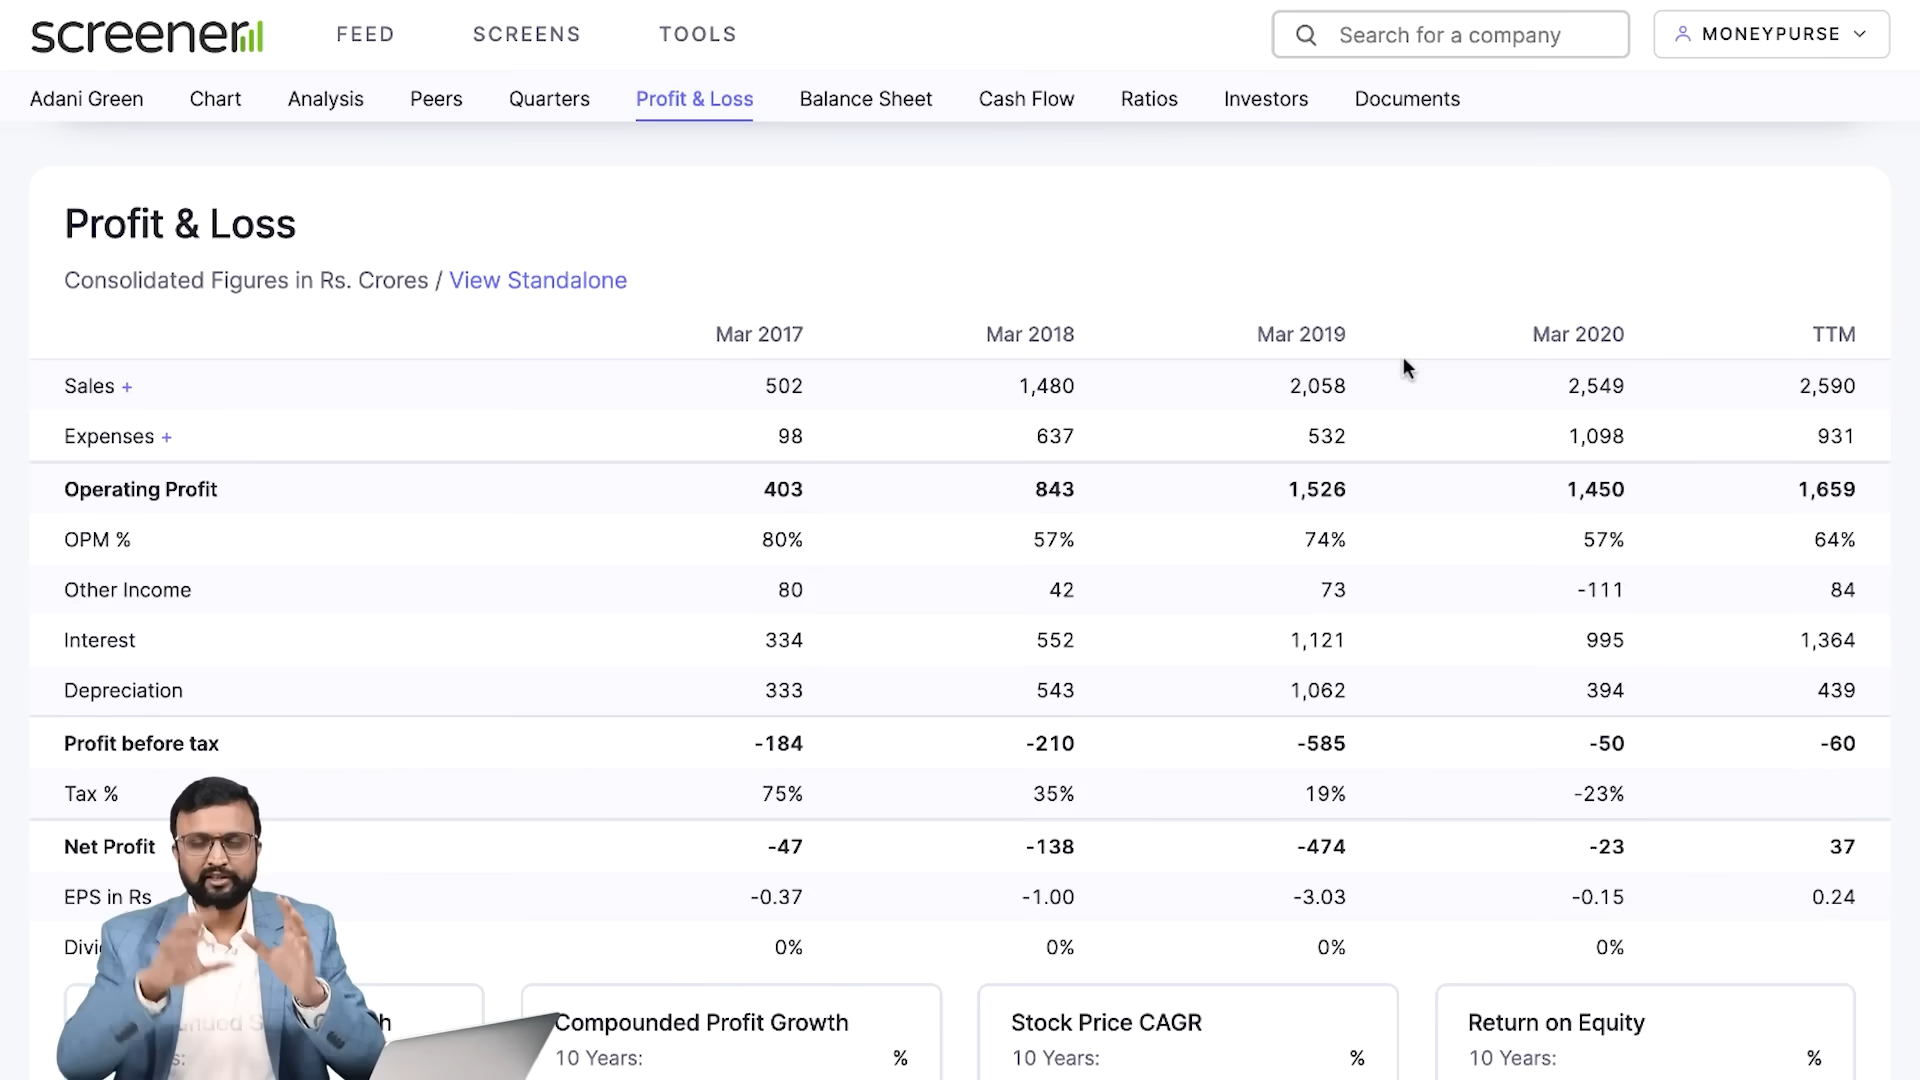 screener
FEED SCREENS TOOLS
Search for a company
MONEYPURSE
Adani Green Chart Analysis Peers Quarters Profit & Loss Balance Sheet Cash Flow Ratios Investors Documents
Profit & Loss
Consolidated Figures in Rs. Crores / View Standalone
Mar 2017 Mar 2018 Mar 2019 Mar 2020 TTM
Sales + 502 1,480 2,058 2,549 2,590
Expenses + 98 637 532 1,098 931
Operating Profit 403 843 1,526 1,450 1,659
OPM % 80% 57% 74% 57% 64%
Other Income 80 42 73 -111 84
Interest 334 552 1,121 995 1,364
Depreciation 333 543 1,062 394 439
Profit before tax -184 -210 -585 -50 -60
Tax % 75% 35% 19% -23%
Net Profit -47 -138 -474 -23 37
EPS in Rs -0.37 -1.00 -3.03 -0.15 0.24
0% 0% 0% 0%
Compounded Profit Growth Stock Price CAGR Return on Equity
10 Years: % 10 Years: % 10 Years: %